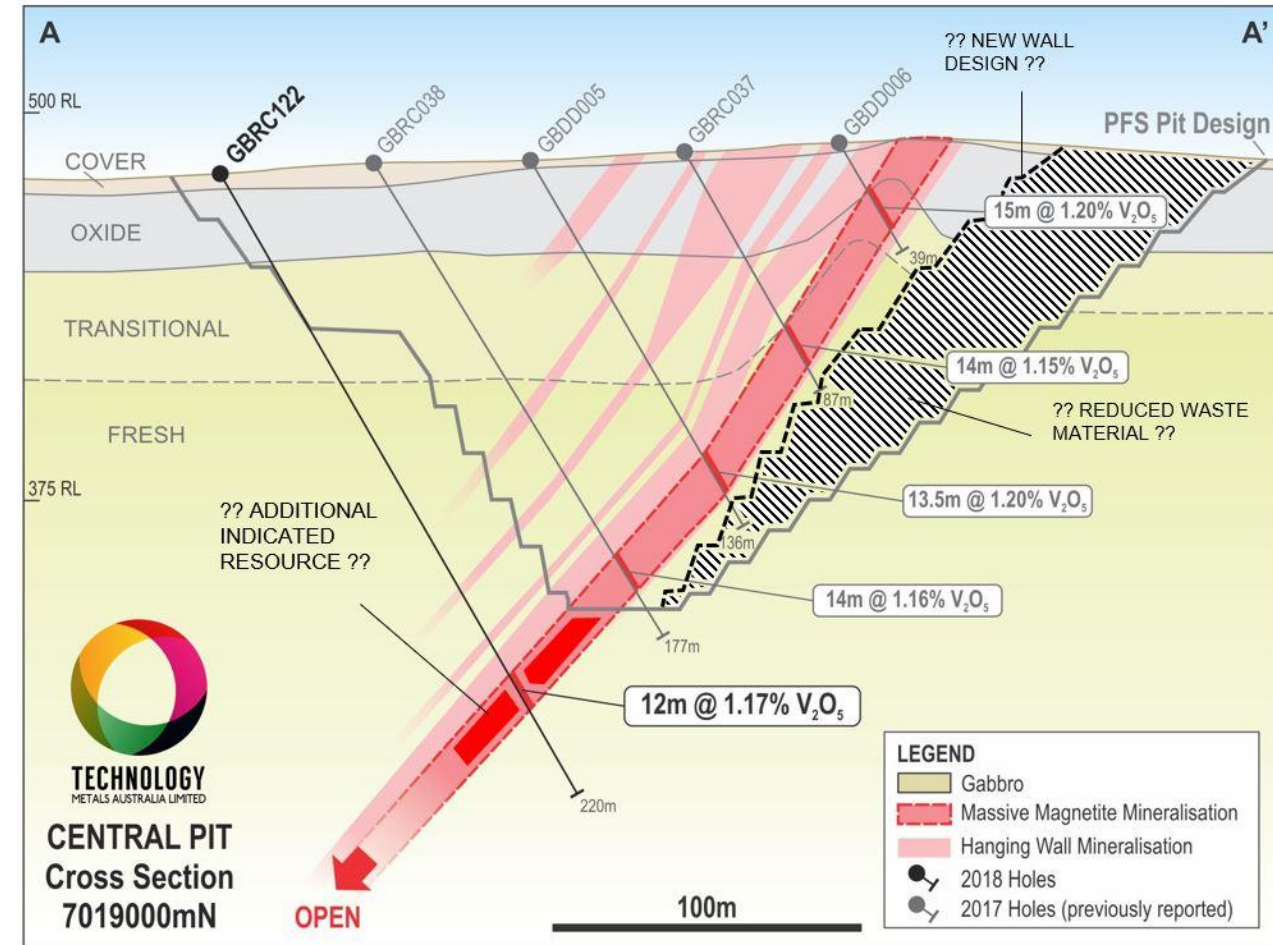 A
A'
?? NEW WALL
DESIGN ??
500 RL
GBRC122
GBRC038
GBDD005
GBRC037
GBDD006
PFS Pit Design
COVER
OXIDE
15m @ 1.20% V₂O₅
39m
TRANSITIONAL
14m @ 1.15% V₂O₅
87m
FRESH
?? REDUCED WASTE
MATERIAL ??
375 RL
13.5m @ 1.20% V₂O₅
136m
?? ADDITIONAL
INDICATED
RESOURCE ??
14m @ 1.16% V₂O₅
177m
12m @ 1.17% V₂O₅
220m
TECHNOLOGY
METALS AUSTRALIA LIMITED
CENTRAL PIT
Cross Section
7019000mN
OPEN
100m
LEGEND
Gabbro
Massive Magnetite Mineralisation
Hanging Wall Mineralisation
2018 Holes
2017 Holes (previously reported)